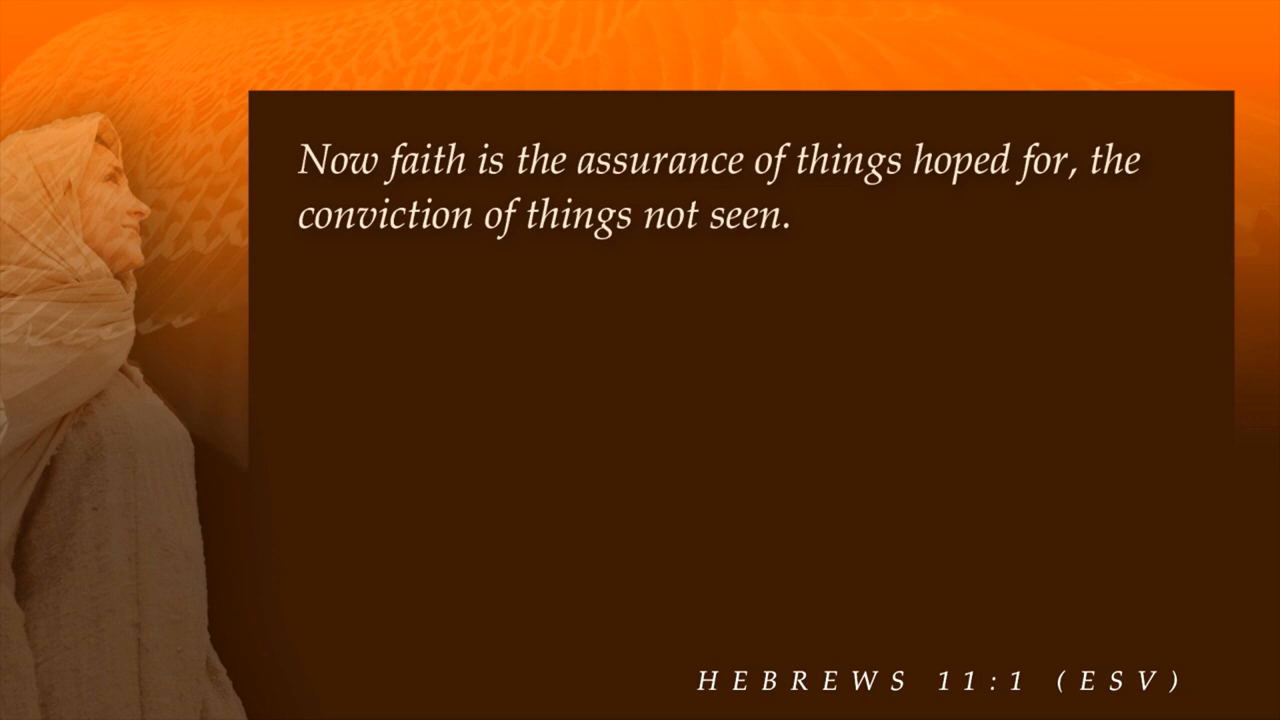 Now faith is the assurance of things hoped for, the
conviction of things not seen.
HEBREWS 11:1 (ESV)